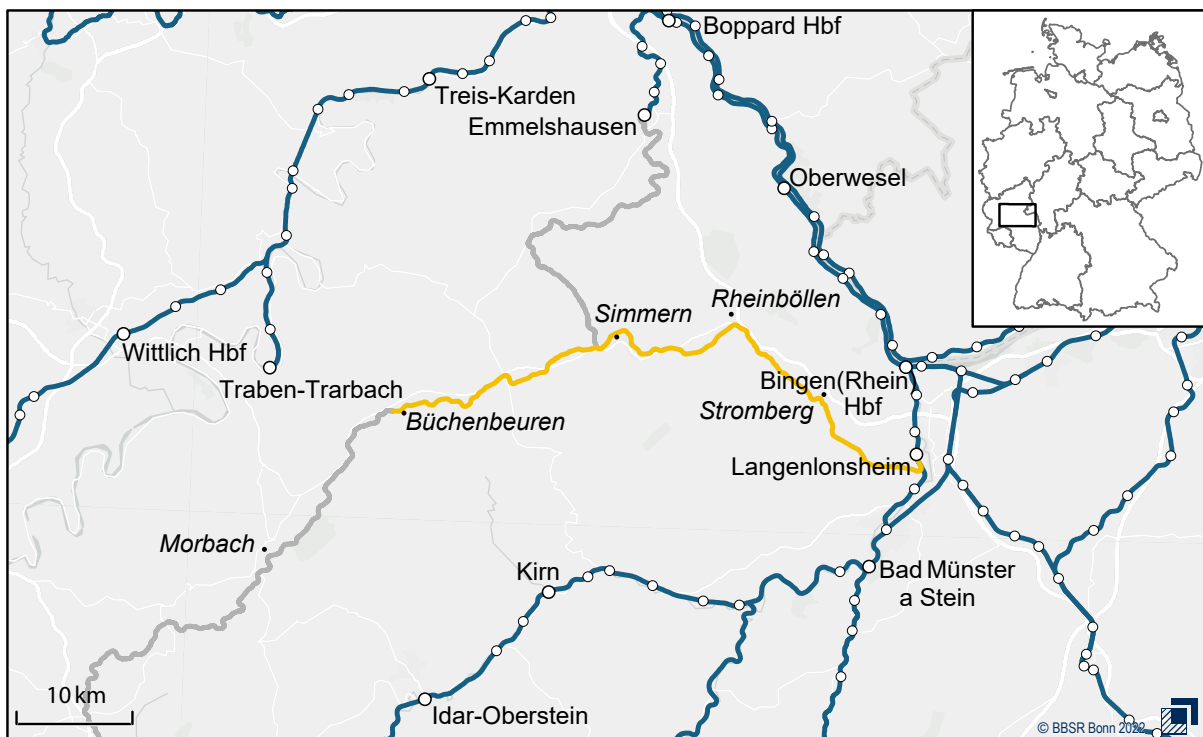 Boppard Hbf
Treis-Karden
Emmelshausen
Oberwesel
Rheinböllen
Simmern
Wittlich Hbf
Traben-Trarbach
Bingen(Rhein)
Hbf
Stromberg
Büchenbeuren
Langenlonsheim
Morbach
Kirn
Bad Münster
a Stein
10 km
Idar-Oberstein
© BBSR Bonn 2022